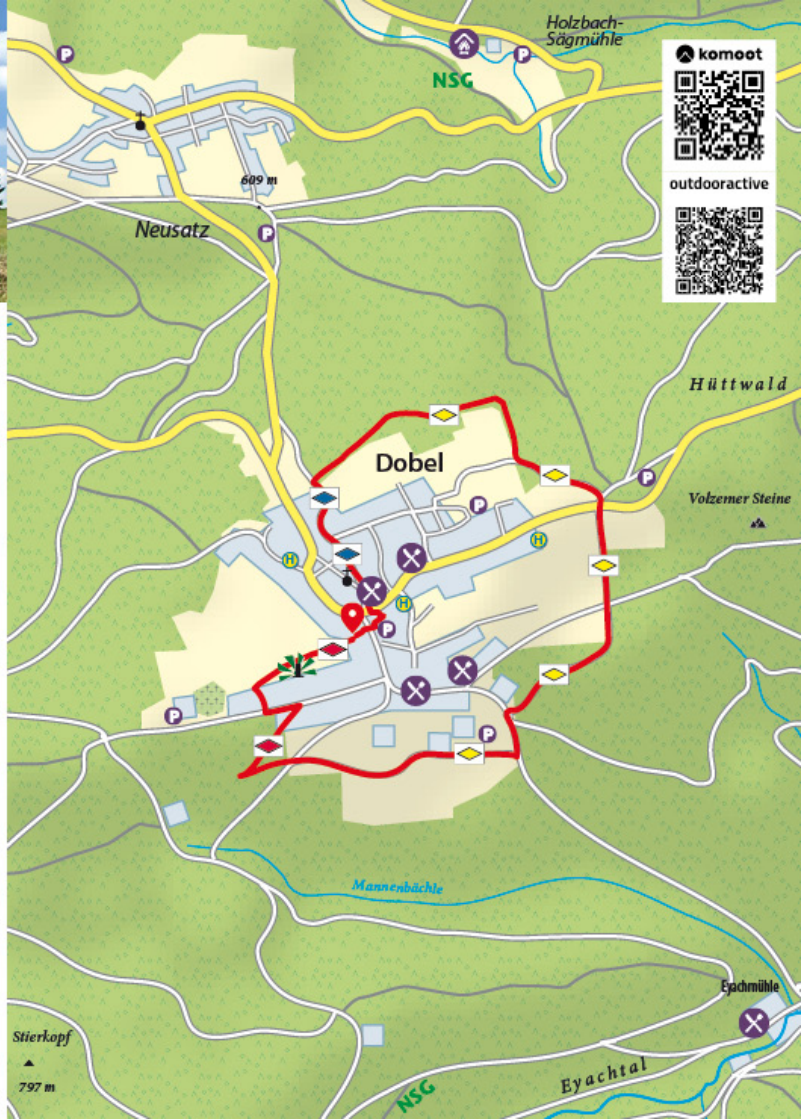 Holzbach-
Sägmühle
P
P
NSG
komoot
outdooractive
609 m
Neusatz
P
Hüttwald
Dobel
P
Volzemer Steine
P
H
H
H
P
P
P
Mannenbächle
Eyachmühle
Stierkopf
797 m
Eyachtal
NSG